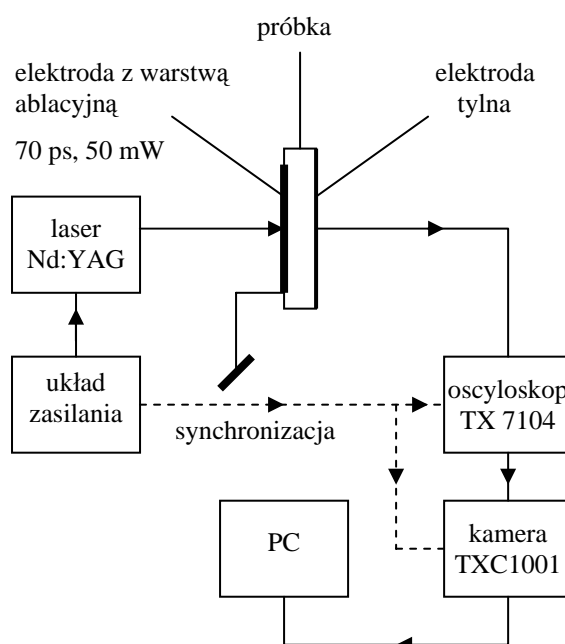 próbka
elektroda z warstwą
ablacyjną
elektroda
tylna
70 ps, 50 mW
laser
Nd:YAG
układ
zasilania
synchronizacja
oscyloskop
TX 7104
PC
kamera
TXC1001